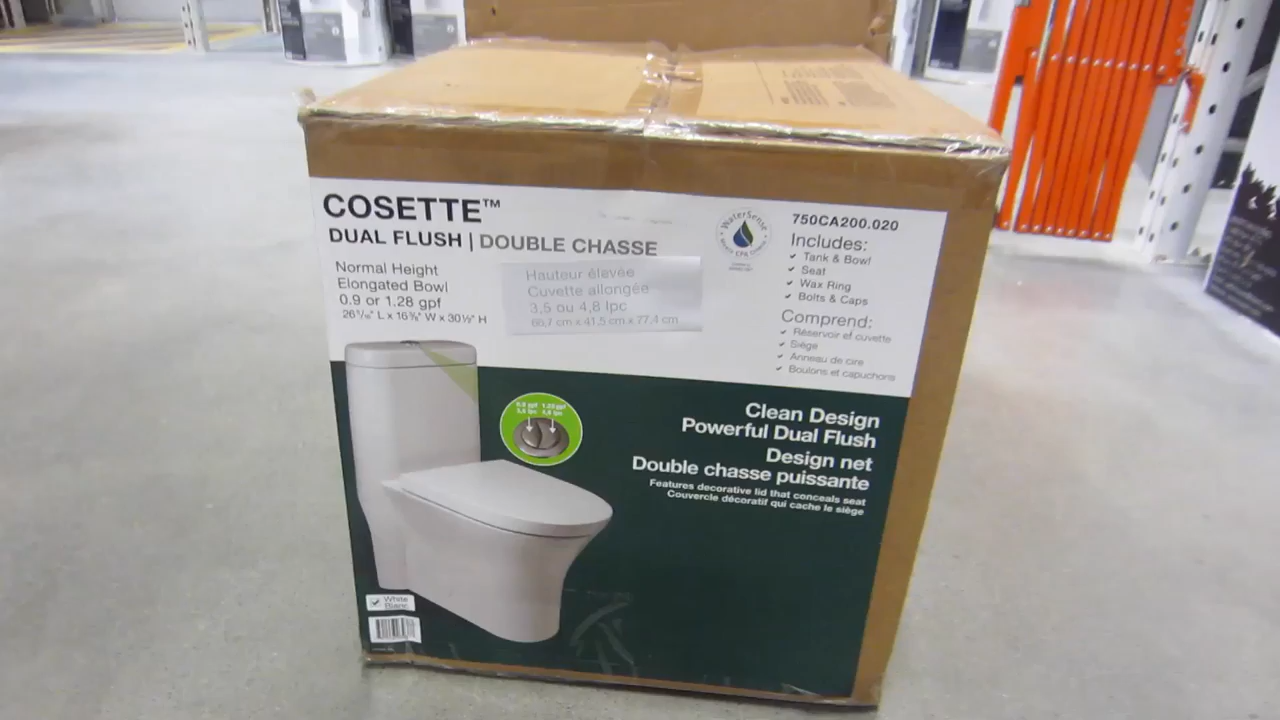 COSETTE™
DUAL FLUSH | DOUBLE CHASSE
Normal Height
Elongated Bowl
0.9 or 1.28 gpf
Hauteur élevée
Cuvette allongée
3,5 ou 4,8 lpc
65,7 cm x 41,5 cm x 77,4 cm
WaterSense
750CA200.020
Includes:
✓ Tank & Bowl
✓ Seat
✓ Wax Ring
✓ Bolts & Caps
Comprend:
✓ Réservoir et cuvette
✓ Siège
✓ Anneau de cire
✓ Boulons et capuchons
Clean Design
Powerful Dual Flush
Design net
Double chasse puissante
Features decorative lid that conceals seat
Couvercle décoratif qui cache le siège
White
Blanc